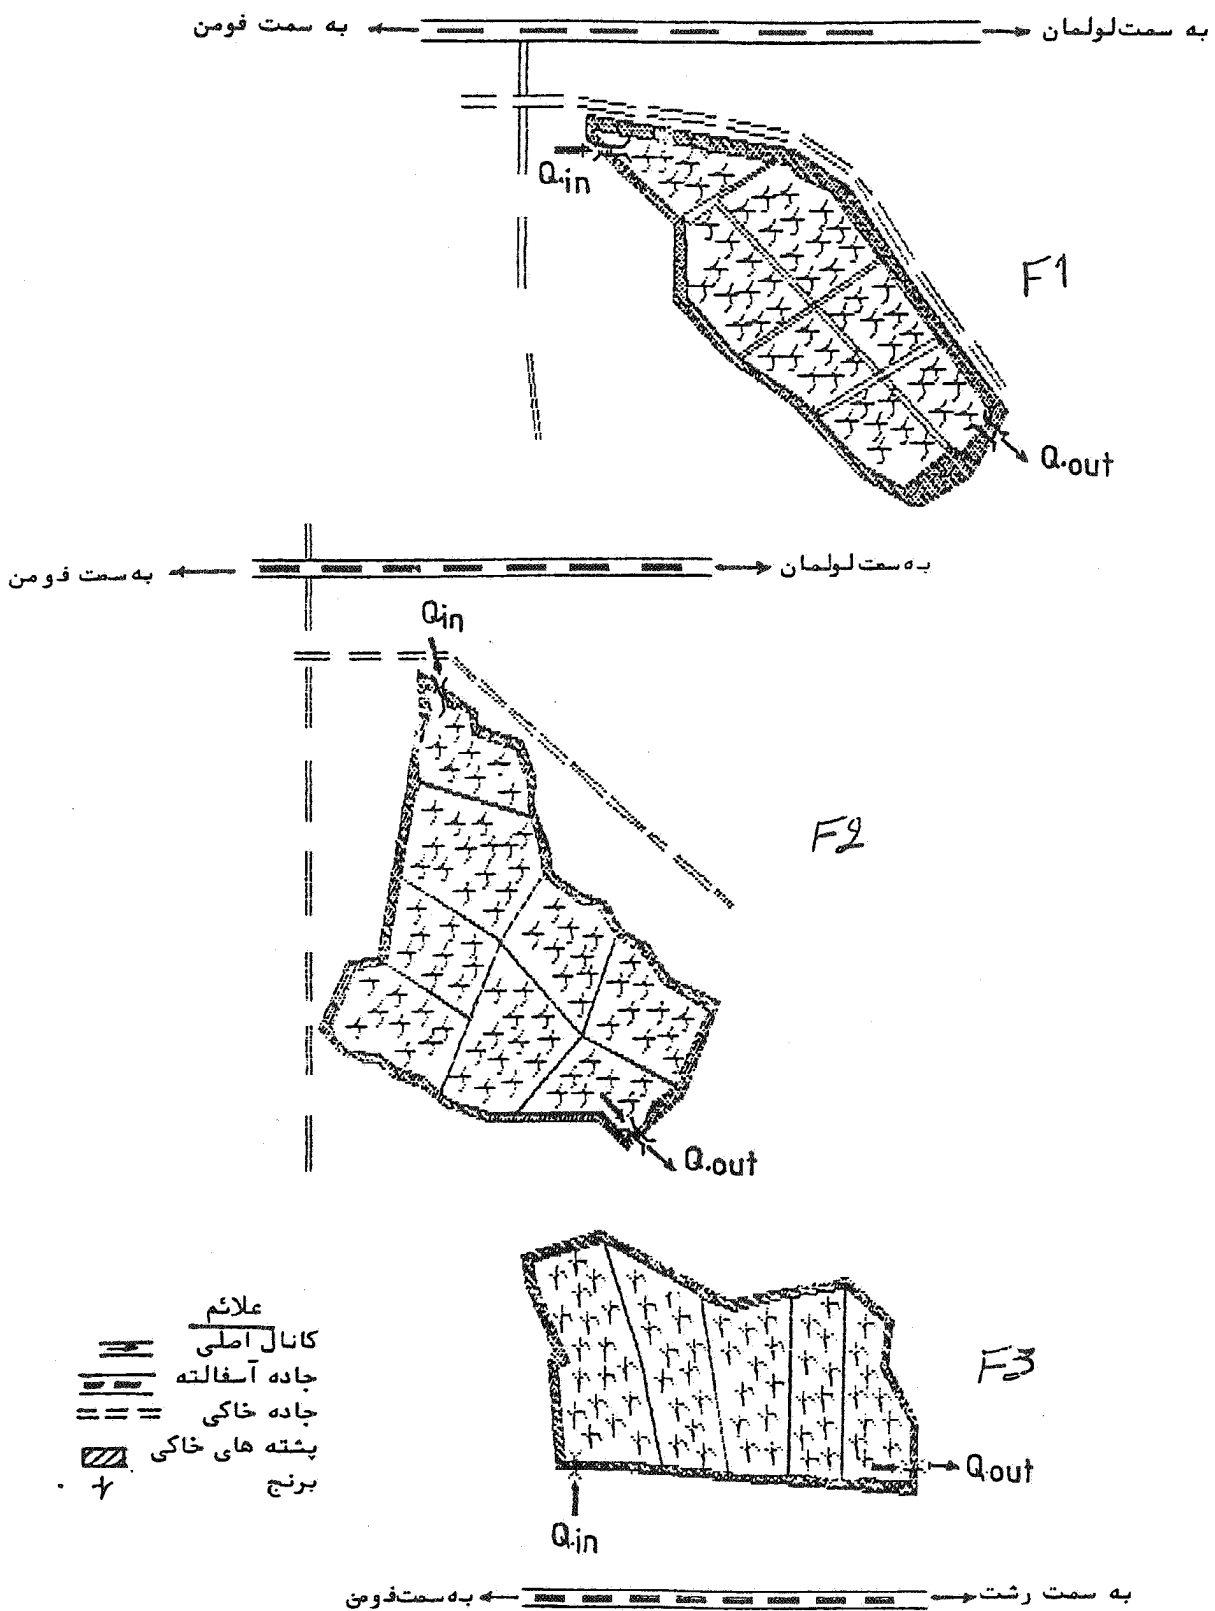 به سمت فومن
به سمت لولمان
Q.in
F1
Q.out
به سمت فومن
به سمت لولمان
Qin
F2
Q.out
علائم
کانال اصلی
جاده آسفالته
جاده خاکی
پشته های خاکی
برنج
F3
Q.out
Q.in
به سمت فومن
به سمت رشت